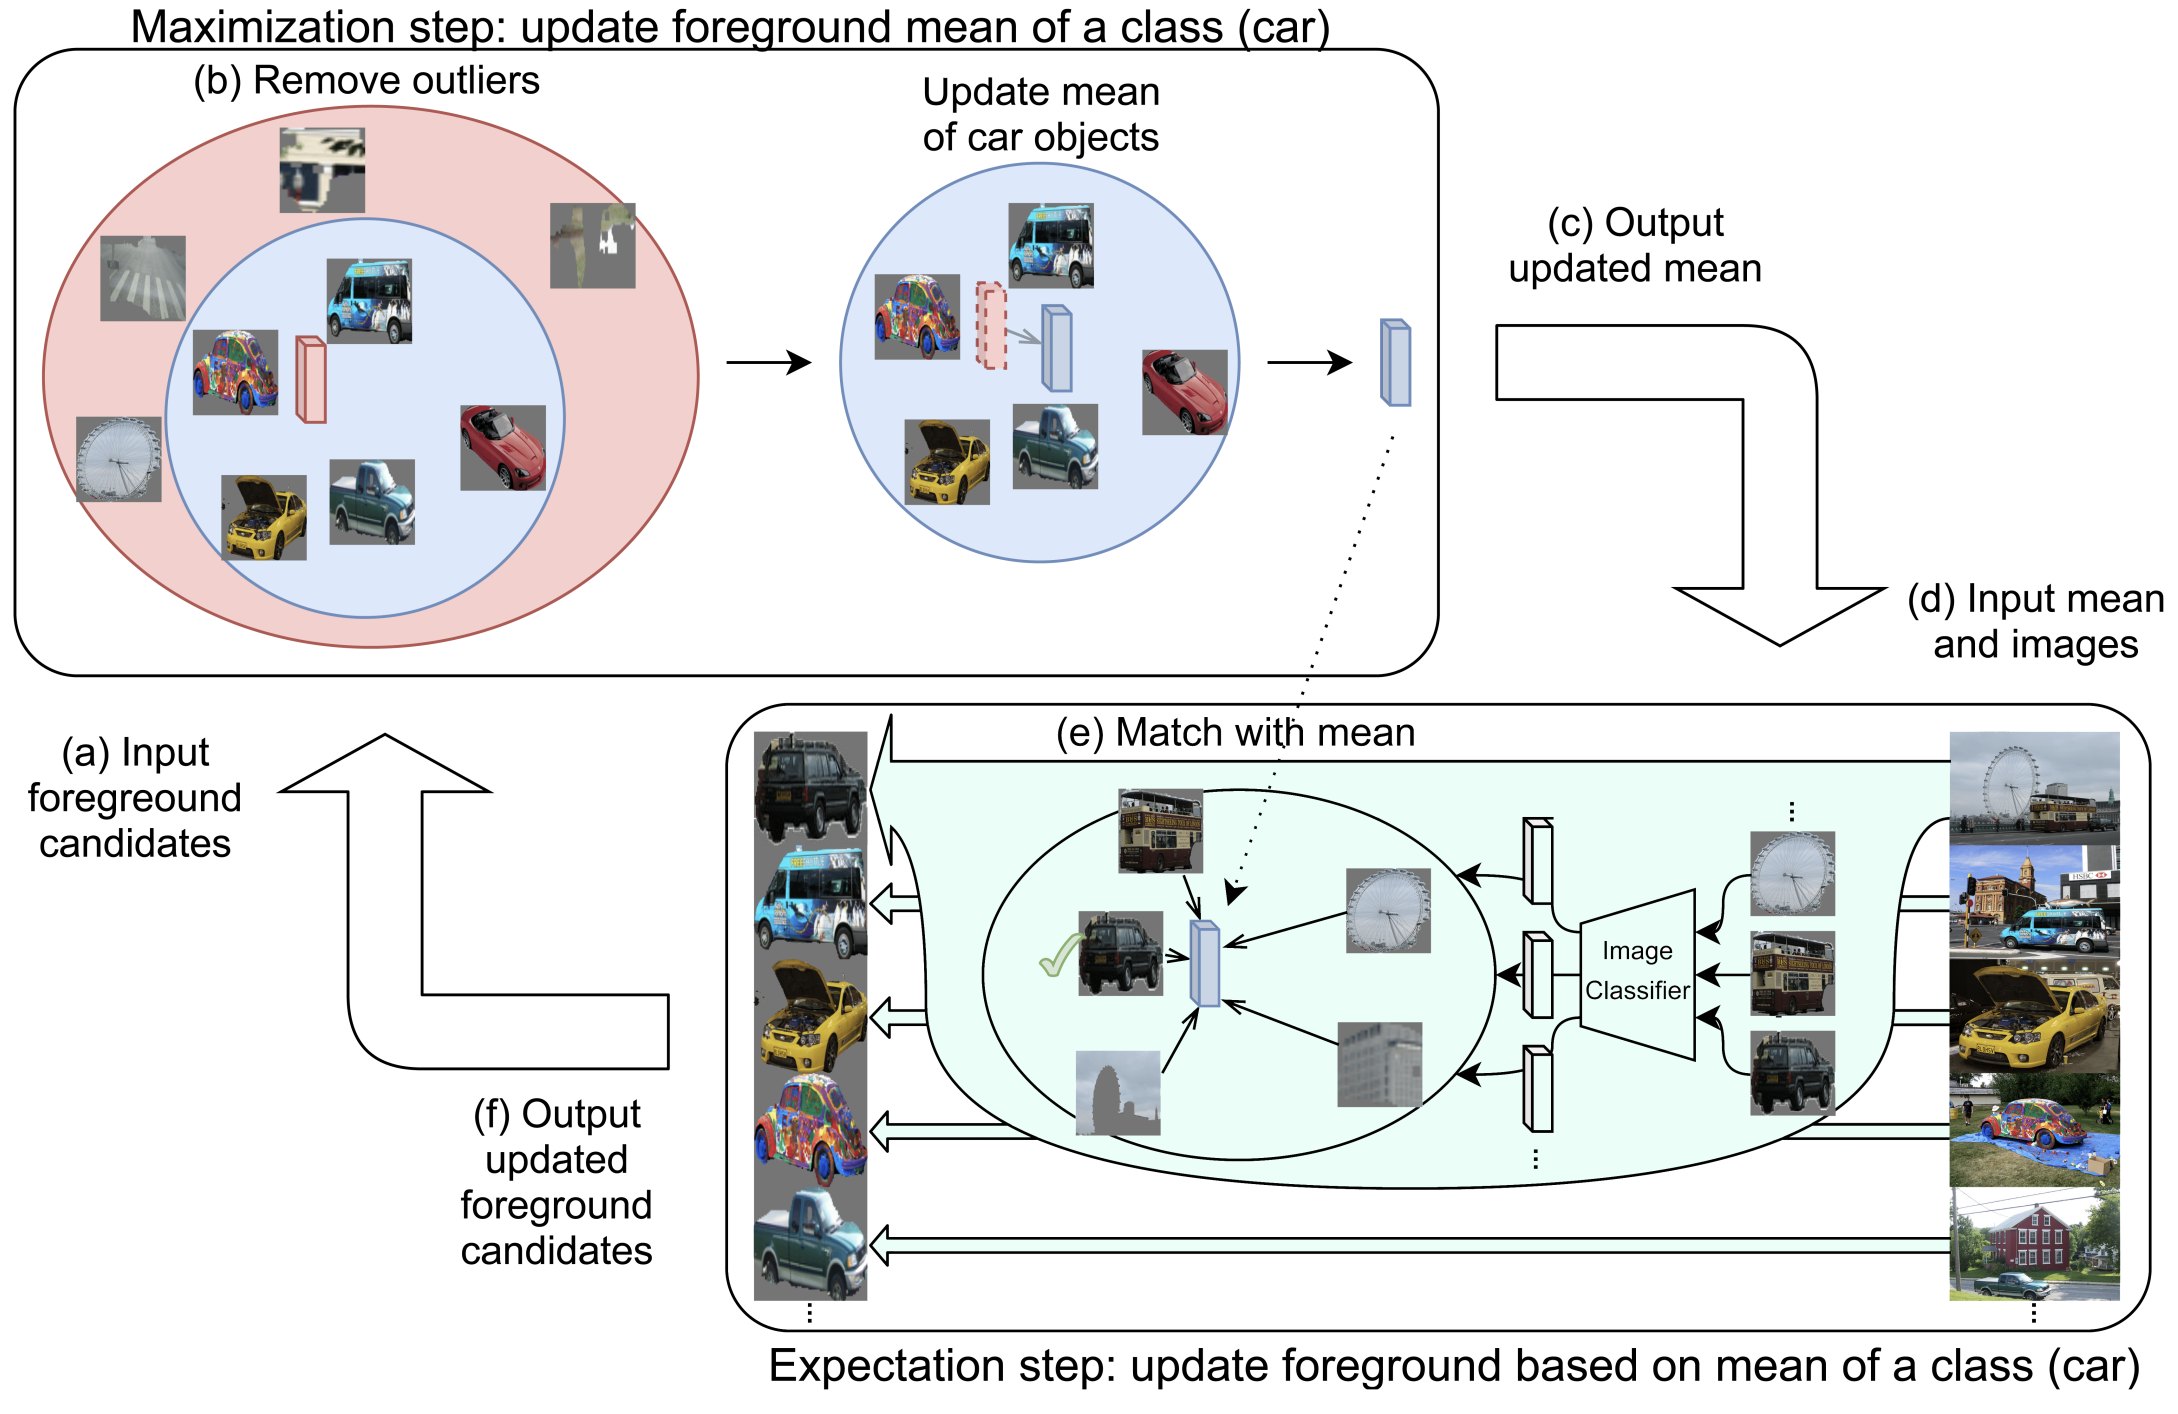 Maximization step: update foreground mean of a class (car)
(b) Remove outliers
Update mean
of car objects
(c) Output
updated mean
(d) Input mean
and images
(a) Input
foregreound
candidates
(e) Match with mean
Image
Classifier
HSBC
(f) Output
updated
foreground
candidates
Expectation step: update foreground based on mean of a class (car)